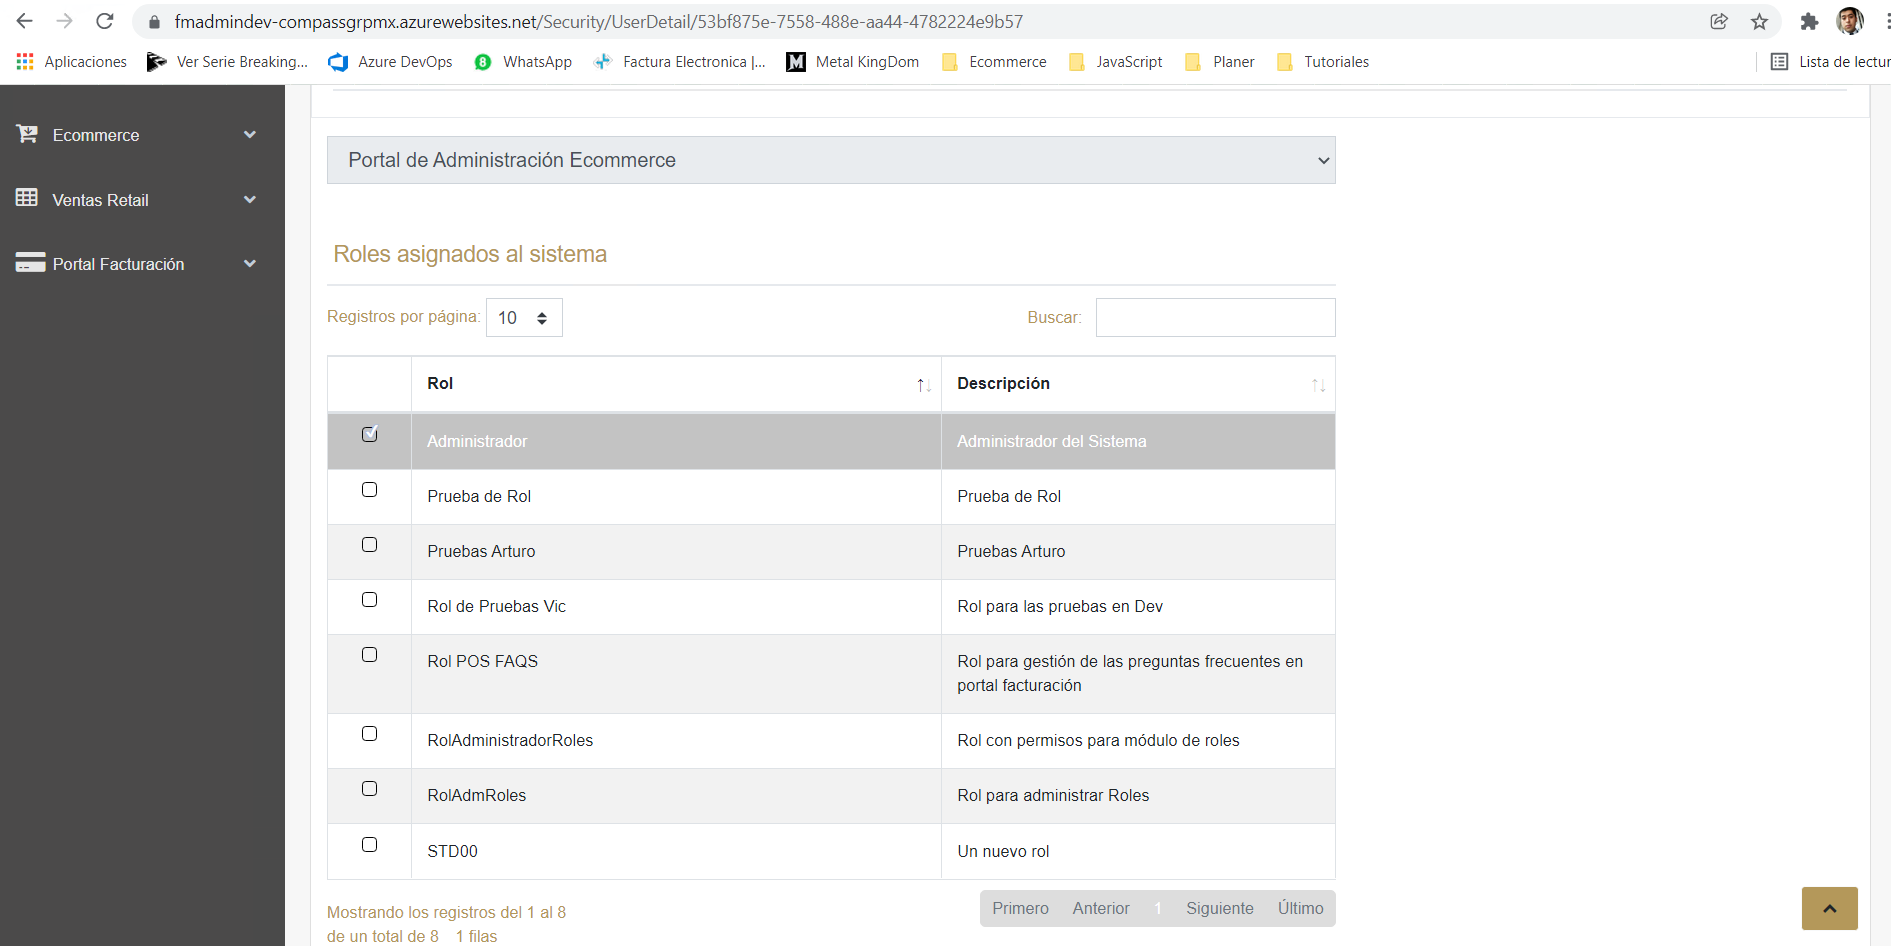 fmadmindev-compassgrpmx.azurewebsites.net/Security/UserDetail/53bf875e-7558-488e-aa44-4782224e9b57
Aplicaciones Ver Serie Breaking... Azure DevOps 8 WhatsApp Factura Electronica |... M Metal KingDom Ecommerce JavaScript Planer Tutoriales Lista de lectur
Ecommerce
Ventas Retail
Portal Facturación
Portal de Administración Ecommerce
Roles asignados al sistema
Registros por página: 10 Buscar:
Rol Descripción
Administrador Administrador del Sistema
Prueba de Rol Prueba de Rol
Pruebas Arturo Pruebas Arturo
Rol de Pruebas Vic Rol para las pruebas en Dev
Rol POS FAQS Rol para gestión de las preguntas frecuentes en
portal facturación
RolAdministradorRoles Rol con permisos para módulo de roles
RolAdmRoles Rol para administrar Roles
STD00 Un nuevo rol
Mostrando los registros del 1 al 8
de un total de 8 1 filas
Primero Anterior 1 Siguiente Último